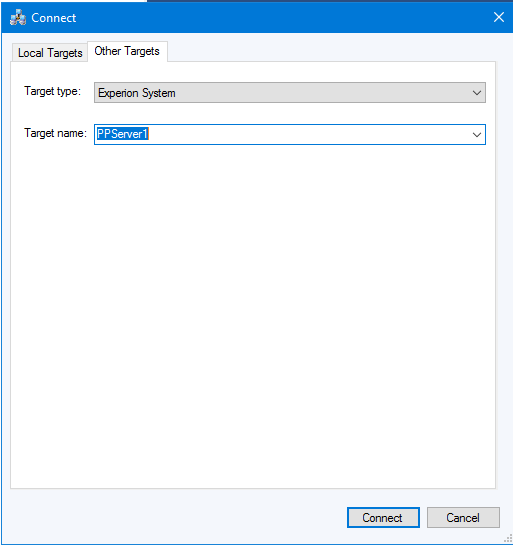 Connect
Local Targets Other Targets
Target type: Experion System
Target name: PPServer1
Connect Cancel